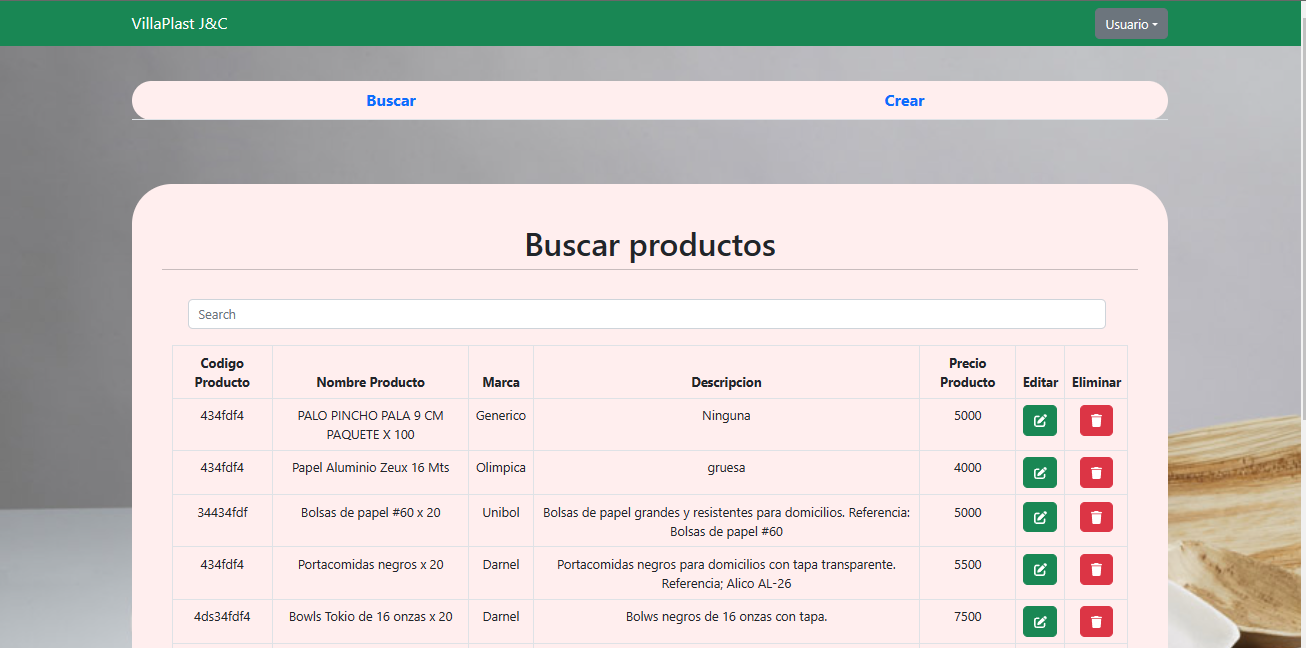 VillaPlast J&C
Usuario
Buscar
Crear
Buscar productos
Search
Codigo Producto
Nombre Producto
Marca
Descripcion
Precio Producto
Editar
Eliminar
434fdf4
PALO PINCHO PALA 9 CM
PAQUETE X 100
Generico
Ninguna
5000
434fdf4
Papel Aluminio Zeux 16 Mts
Olimpica
gruesa
4000
34434fdf
Bolsas de papel #60 x 20
Unibol
Bolsas de papel grandes y resistentes para domicilios. Referencia:
Bolsas de papel #60
5000
434fdf4
Portacomidas negros x 20
Darnel
Portacomidas negros para domicilios con tapa transparente.
Referencia; Alico AL-26
5500
4ds34fdf4
Bowls Tokio de 16 onzas x 20
Darnel
Bolws negros de 16 onzas con tapa.
7500